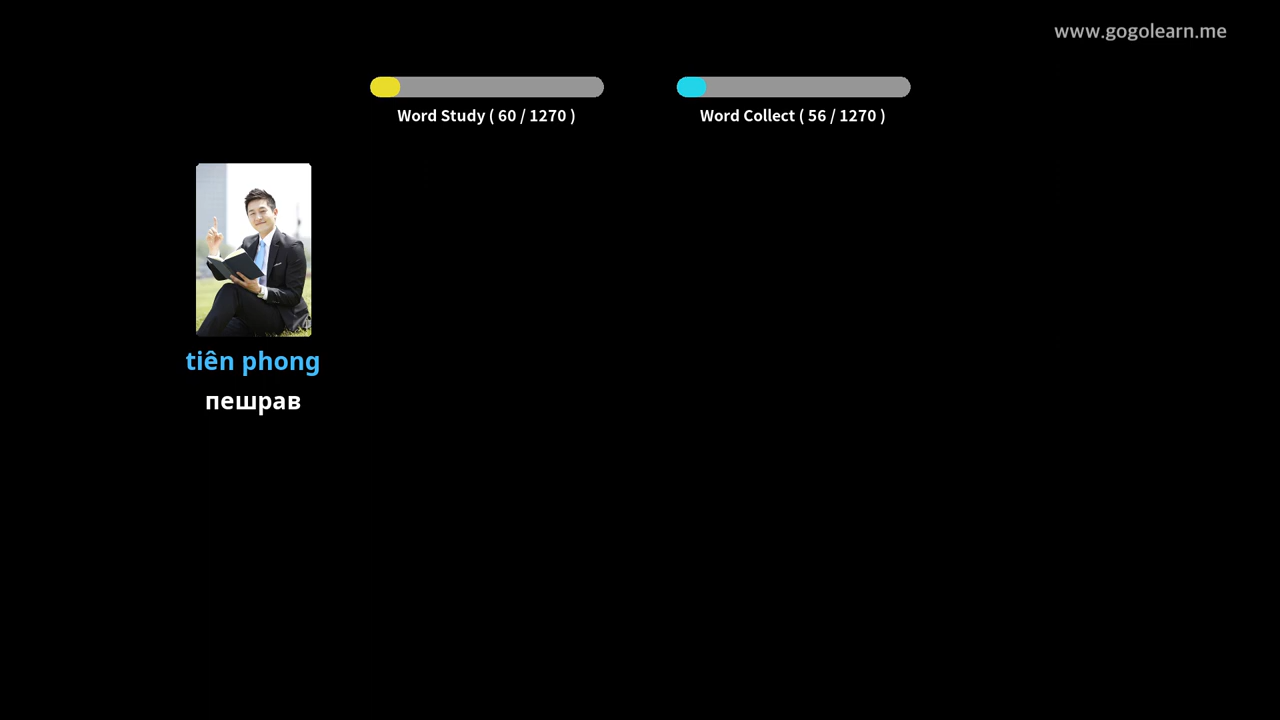 www.gogolearn.me
Word Study ( 60 / 1270 )
Word Collect ( 56 / 1270 )
tiên phong
пешрав